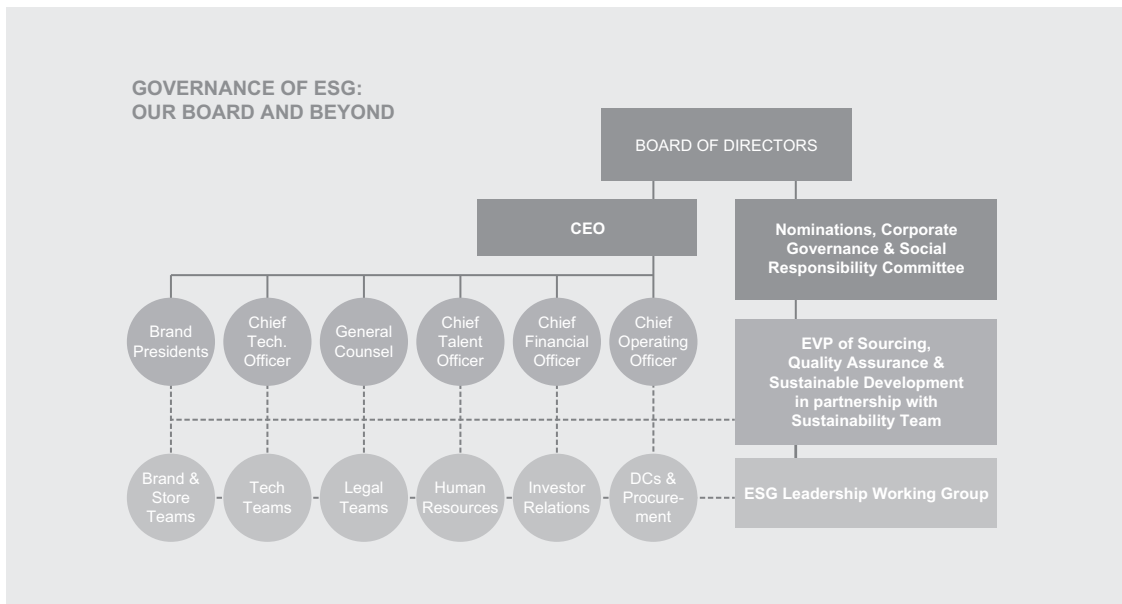 GOVERNANCE OF ESG:
OUR BOARD AND BEYOND
BOARD OF DIRECTORS
CEO
Nominations, Corporate
Governance & Social
Responsibility Committee
Brand
Presidents
Chief
Tech.
Officer
General
Counsel
Chief
Talent
Officer
Chief
Financial
Officer
Chief
Operating
Officer
EVP of Sourcing,
Quality Assurance &
Sustainable Development
in partnership with
Sustainability Team
Brand &
Store
Teams
Tech
Teams
Legal
Teams
Human
Resources
Investor
Relations
DCs &
Procure-
ment
ESG Leadership Working Group